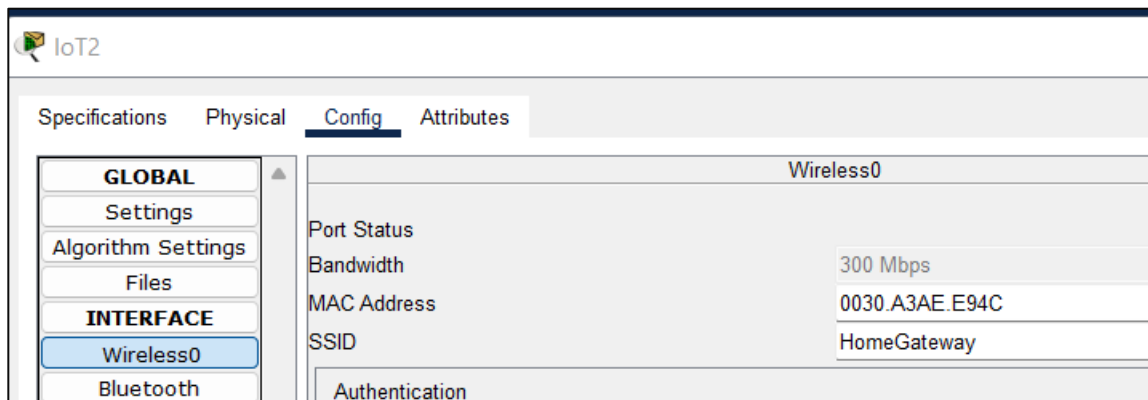 IoT2
Specifications Physical Config Attributes
GLOBAL
Settings
Algorithm Settings
Files
INTERFACE
Wireless0
Bluetooth
Wireless0
Port Status
Bandwidth 300 Mbps
MAC Address 0030.A3AE.E94C
SSID HomeGateway
Authentication